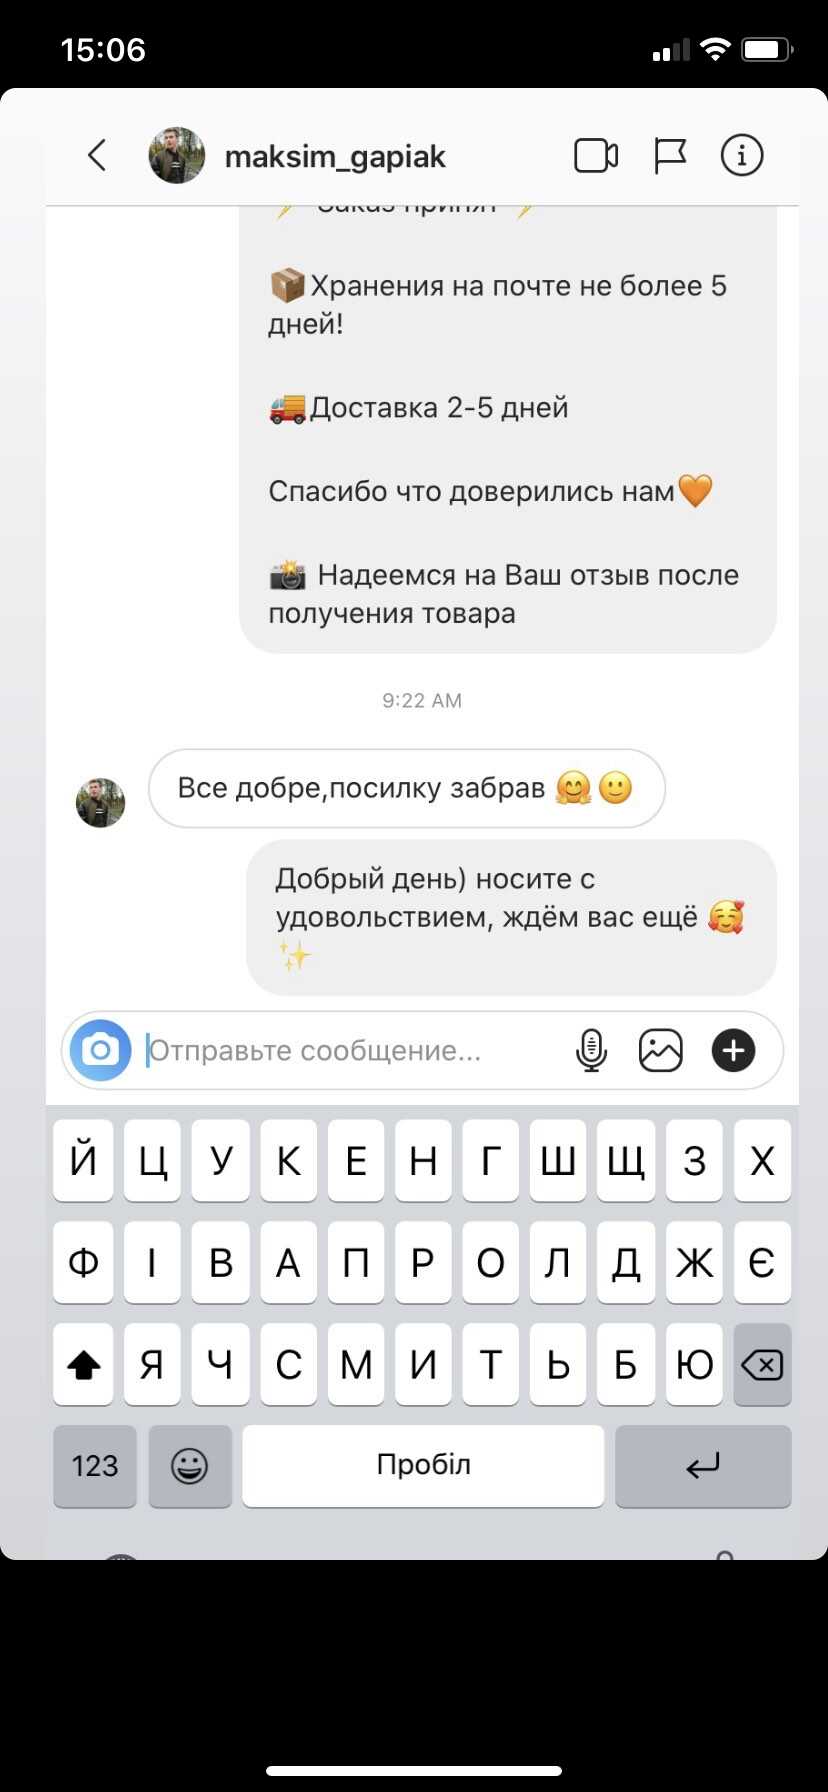 15:06
maksim_gapiak
Заказ принят
📦Хранения на почте не более 5
дней!
🚚Доставка 2-5 дней
Спасибо что доверились нам🧡
📸 Надеемся на Ваш отзыв после
получения товара
9:22 AM
Все добре,посилку забрав 🤗🙂
Добрый день) носите с
удовольствием, ждём вас ещё 🥰
✨
Отправьте сообщение...
Й Ц У К Е Н Г Ш Щ З Х
Ф І В А П Р О Л Д Ж Є
Я Ч С М И Т Ь Б Ю
123 Пробіл